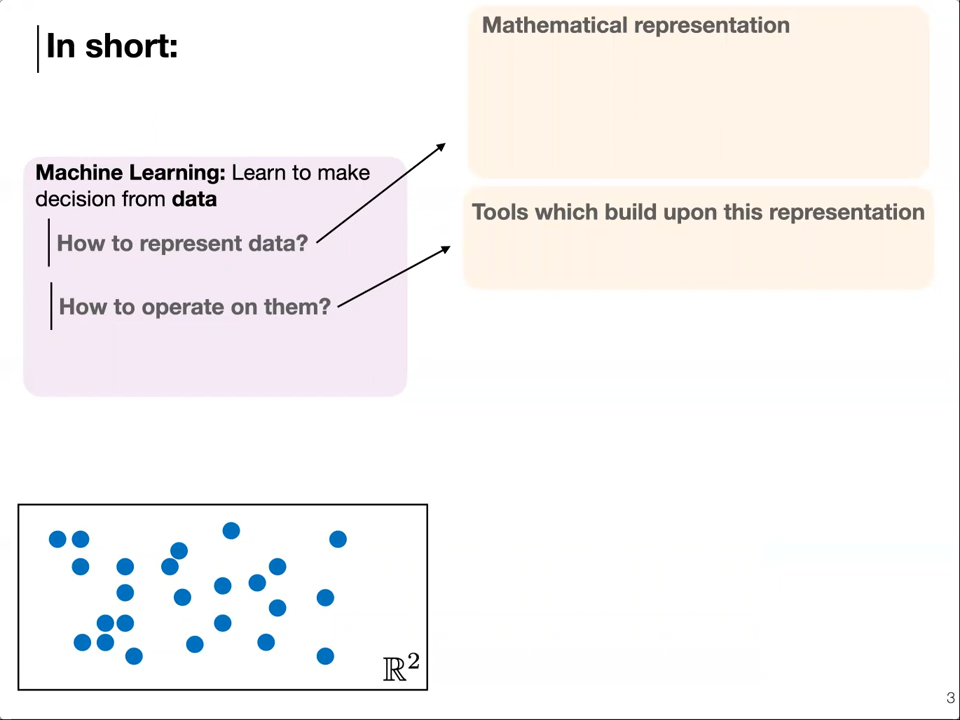 In short:
Mathematical representation
Machine Learning: Learn to make
decision from data
How to represent data?
How to operate on them?
Tools which build upon this representation
ℝ²
3